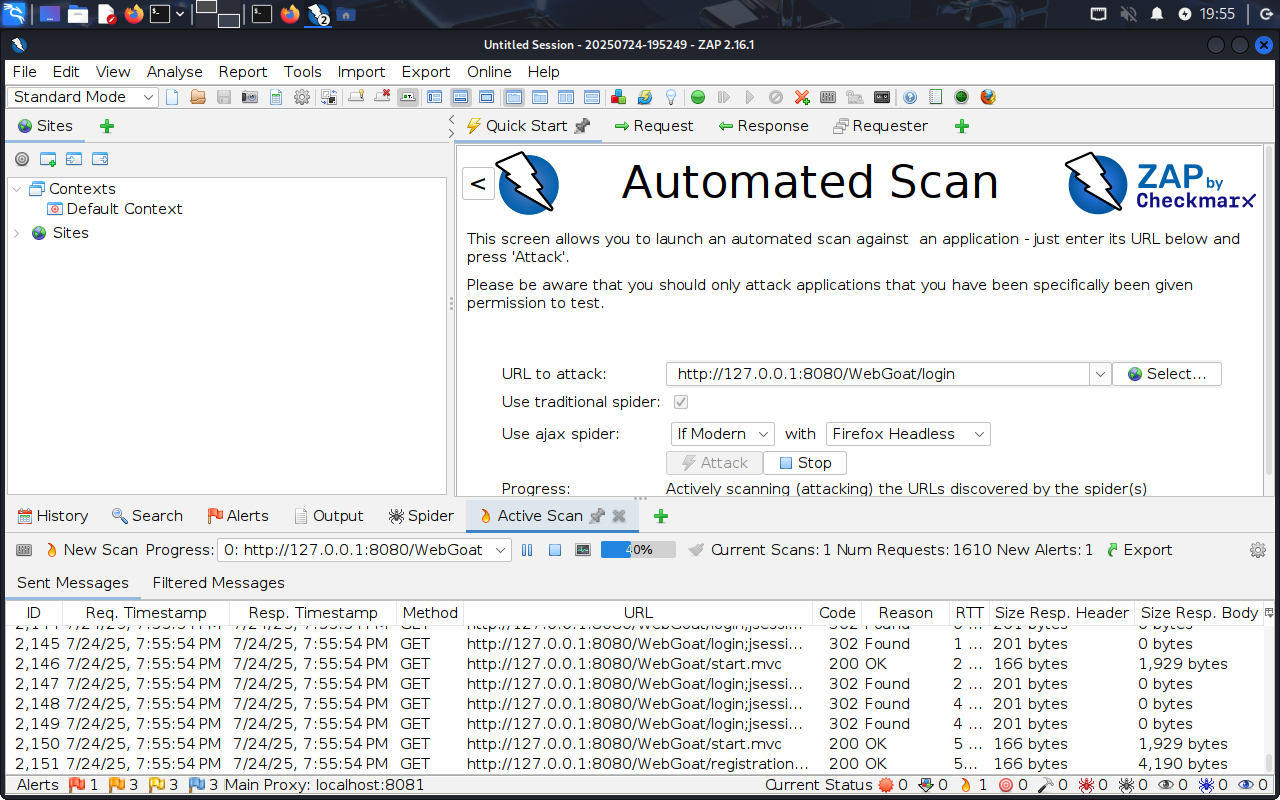 2
19:55
Untitled Session - 20250724-195249 - ZAP 2.16.1
File Edit View Analyse Report Tools Import Export Online Help
Standard Mode
Sites
Quick Start Request Response Requester
Contexts
Default Context
Sites
<
Automated Scan
ZAP by
Checkmarx
This screen allows you to launch an automated scan against an application - just enter its URL below and
press 'Attack'.
Please be aware that you should only attack applications that you have been specifically been given
permission to test.
URL to attack: http://127.0.0.1:8080/WebGoat/login Select...
Use traditional spider:
Use ajax spider: If Modern with Firefox Headless
Attack Stop
Progress: Actively scanning (attacking) the URLs discovered by the spider(s)
History Search Alerts Output Spider Active Scan
New Scan Progress: 0: http://127.0.0.1:8080/WebGoat 40% Current Scans: 1 Num Requests: 1610 New Alerts: 1 Export
Sent Messages Filtered Messages
ID Req. Timestamp Resp. Timestamp Method URL Code Reason RTT Size Resp. Header Size Resp. Body
2,145 7/24/25, 7:55:54 PM 7/24/25, 7:55:54 PM GET http://127.0.0.1:8080/WebGoat/login;jsessi... 302 Found 1 ... 201 bytes 0 bytes
2,146 7/24/25, 7:55:54 PM 7/24/25, 7:55:54 PM GET http://127.0.0.1:8080/WebGoat/start.mvc 200 OK 2 ... 166 bytes 1,929 bytes
2,147 7/24/25, 7:55:54 PM 7/24/25, 7:55:54 PM GET http://127.0.0.1:8080/WebGoat/login;jsessi... 302 Found 2 ... 201 bytes 0 bytes
2,148 7/24/25, 7:55:54 PM 7/24/25, 7:55:54 PM GET http://127.0.0.1:8080/WebGoat/login;jsessi... 302 Found 4 ... 201 bytes 0 bytes
2,149 7/24/25, 7:55:54 PM 7/24/25, 7:55:54 PM GET http://127.0.0.1:8080/WebGoat/login;jsessi... 302 Found 4 ... 201 bytes 0 bytes
2,150 7/24/25, 7:55:54 PM 7/24/25, 7:55:54 PM GET http://127.0.0.1:8080/WebGoat/start.mvc 200 OK 5 ... 166 bytes 1,929 bytes
2,151 7/24/25, 7:55:54 PM 7/24/25, 7:55:54 PM GET http://127.0.0.1:8080/WebGoat/registration... 200 OK 5... 166 bytes 4,190 bytes
Alerts 1 3 3 3 Main Proxy: localhost:8081 Current Status 0 0 1 0 0 0 0 0 0 0